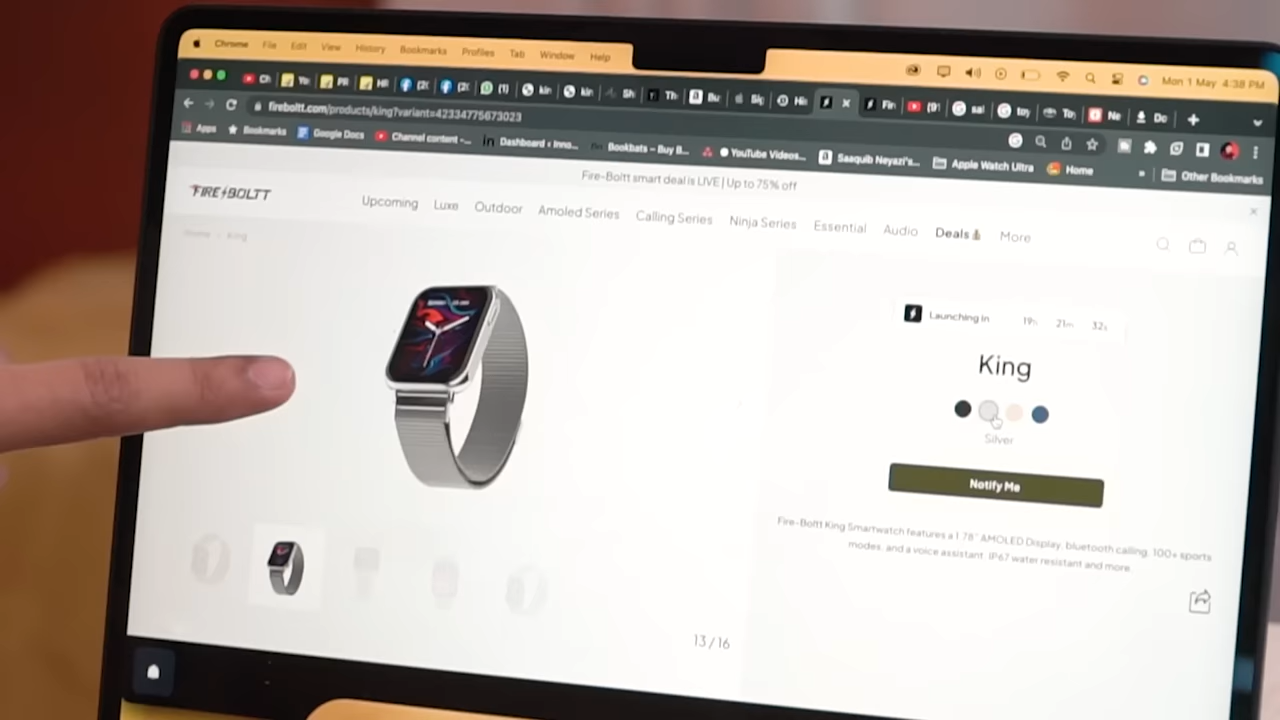 Chrome File Edit View History Bookmarks Profiles Tab Window Help Mon 1 May 4:38 PM
fireboltt.com/products/king?variant=42334775673023
Apps Bookmarks Google Docs Channel content -... Dashboard ‹ Inno... Bookbats – Buy B... YouTube Videos... Saaquib Neyazi's... Apple Watch Ultra Home » Other Bookmarks
Fire-Boltt smart deal is LIVE | Up to 75% off
FIRE BOLTT
Upcoming Luxe Outdoor Amoled Series Calling Series Ninja Series Essential Audio Deals More
Home King
Launching In 19h 21m 32s
King
Silver
Notify Me
Fire-Boltt King Smartwatch features a 1.78" AMOLED Display, bluetooth calling, 100+ sports
modes, and a voice assistant. IP67 water resistant and more.
13 / 16